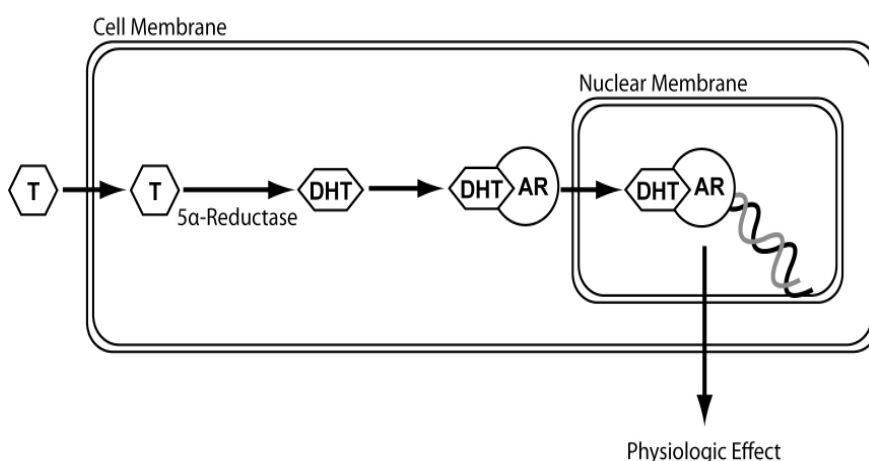 Cell Membrane
Nuclear Membrane
T
T
5α-Reductase
DHT
DHT AR
DHT AR
Physiologic Effect